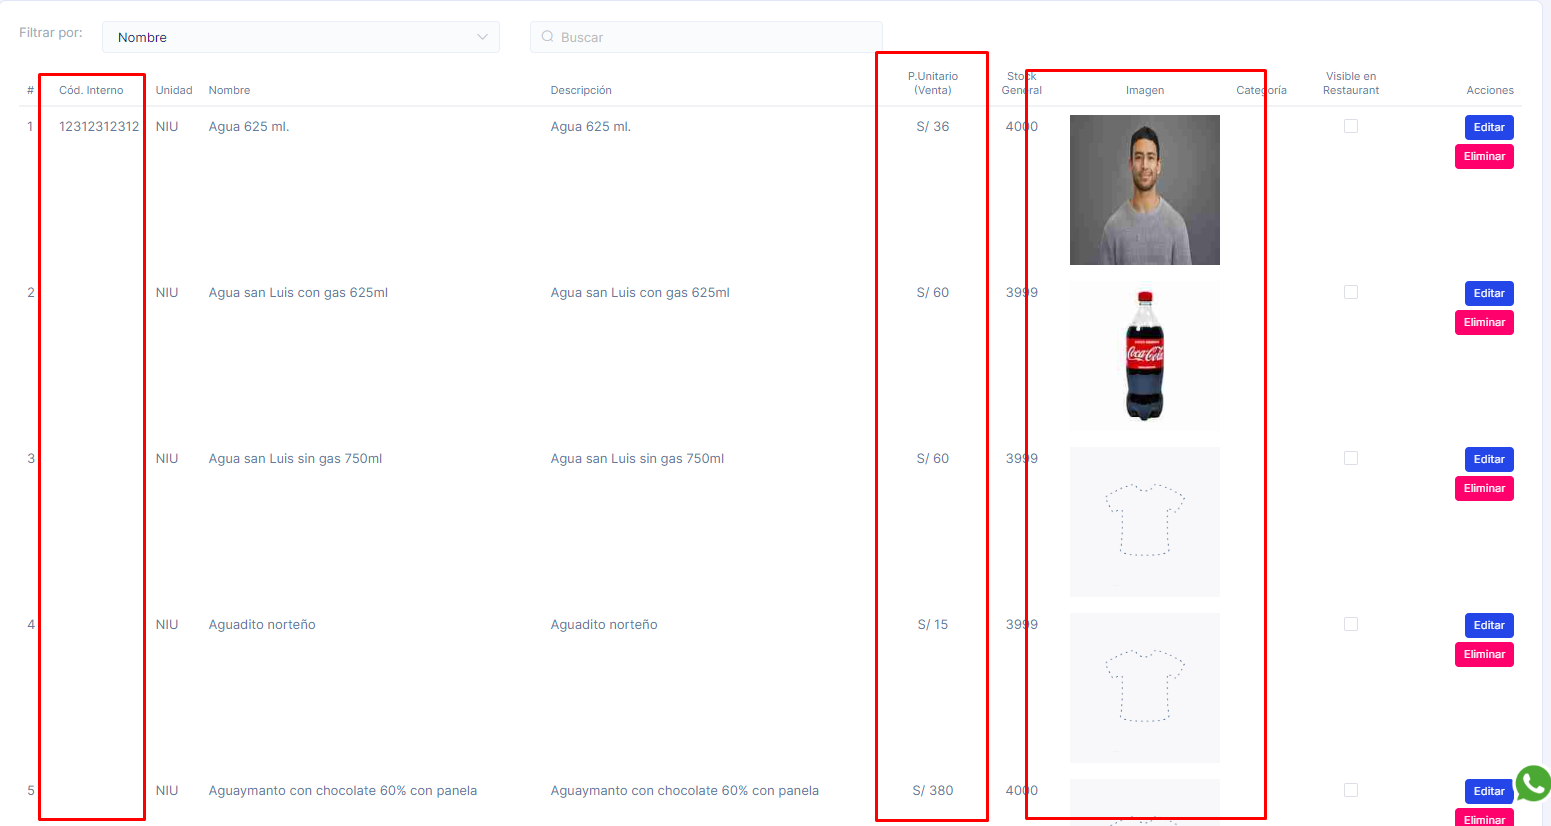 Filtrar por:
Nombre
Buscar
# Cód. Interno Unidad Nombre Descripción P.Unitario (Venta) Stock General Imagen Categoría Visible en Restaurant Acciones
1 12312312312 NIU Agua 625 ml. Agua 625 ml. S/ 36 4000 Editar
Eliminar
2 NIU Agua san Luis con gas 625ml Agua san Luis con gas 625ml S/ 60 3999 Editar
Eliminar
Coca-Cola
3 NIU Agua san Luis sin gas 750ml Agua san Luis sin gas 750ml S/ 60 3999 Editar
Eliminar
4 NIU Aguadito norteño Aguadito norteño S/ 15 3999 Editar
Eliminar
5 NIU Aguaymanto con chocolate 60% con panela Aguaymanto con chocolate 60% con panela S/ 380 4000 Editar
Eliminar